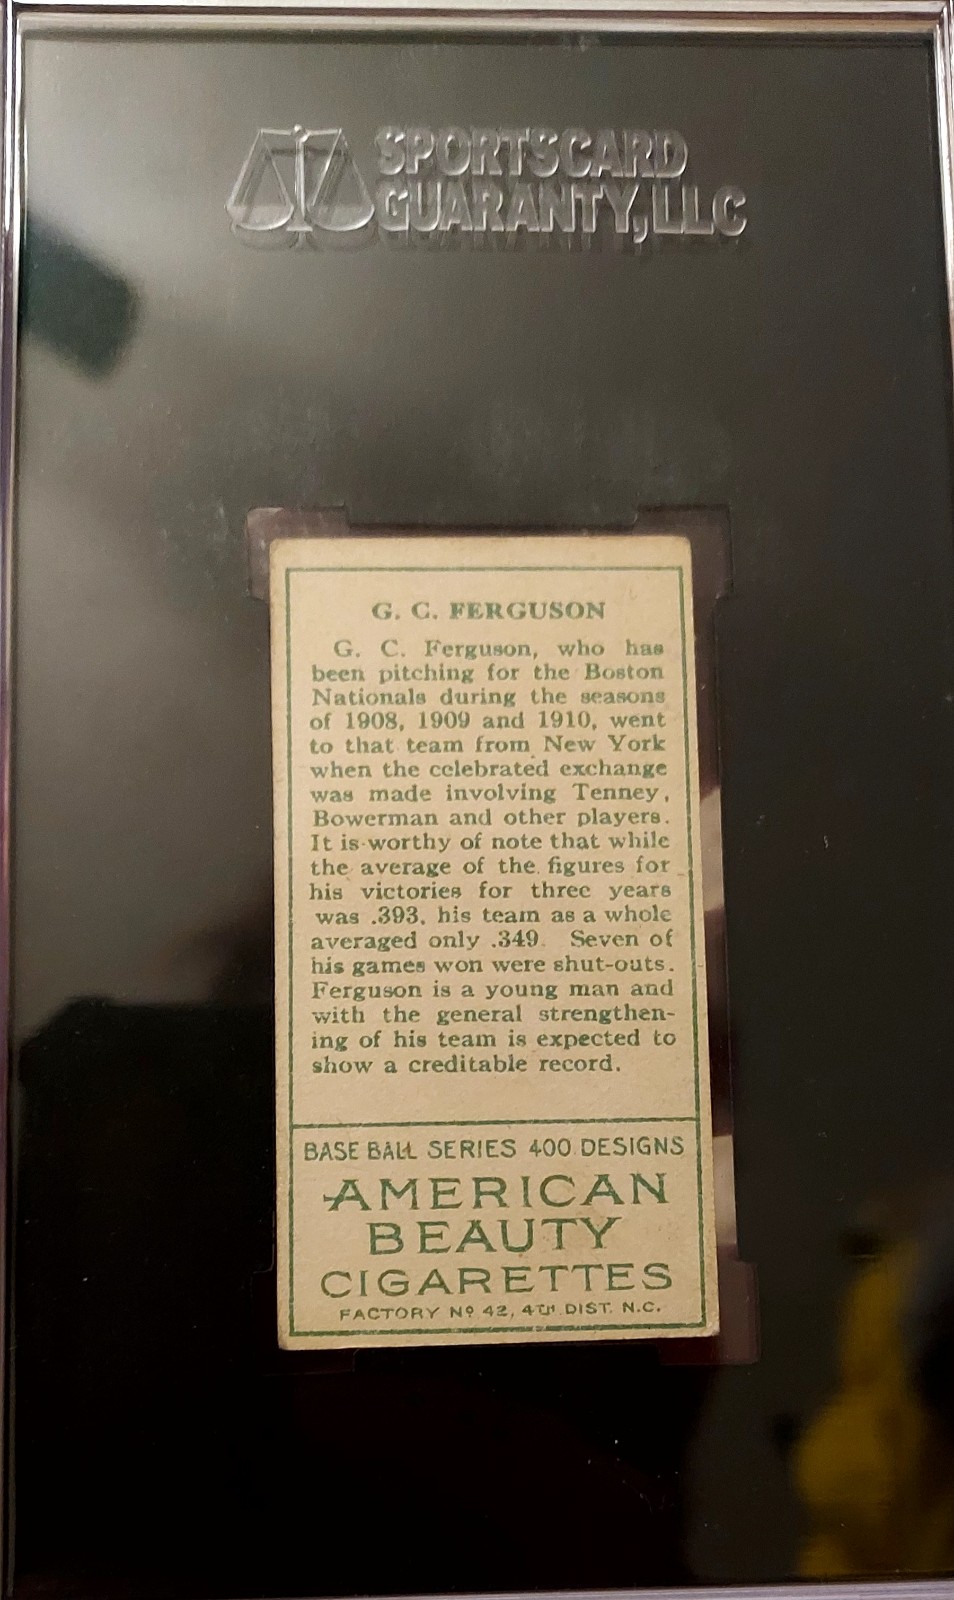 SPORTSCARD
GUARANTY, LLC
G. C. FERGUSON
G. C. Ferguson, who has
been pitching for the Boston
Nationals during the seasons
of 1908, 1909 and 1910, went
to that team from New York
when the celebrated exchange
was made involving Tenney,
Bowerman and other players.
It is worthy of note that while
the average of the figures for
his victories for three years
was .393, his team as a whole
averaged only .349. Seven of
his games won were shut-outs.
Ferguson is a young man and
with the general strengthen-
ing of his team is expected to
show a creditable record.
BASE BALL SERIES 400 DESIGNS
AMERICAN
BEAUTY
CIGARETTES
FACTORY No 42, 4TH DIST. N.C.